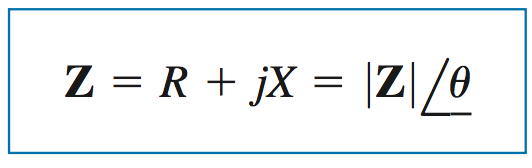 Z = R + jX = |Z|∠θ